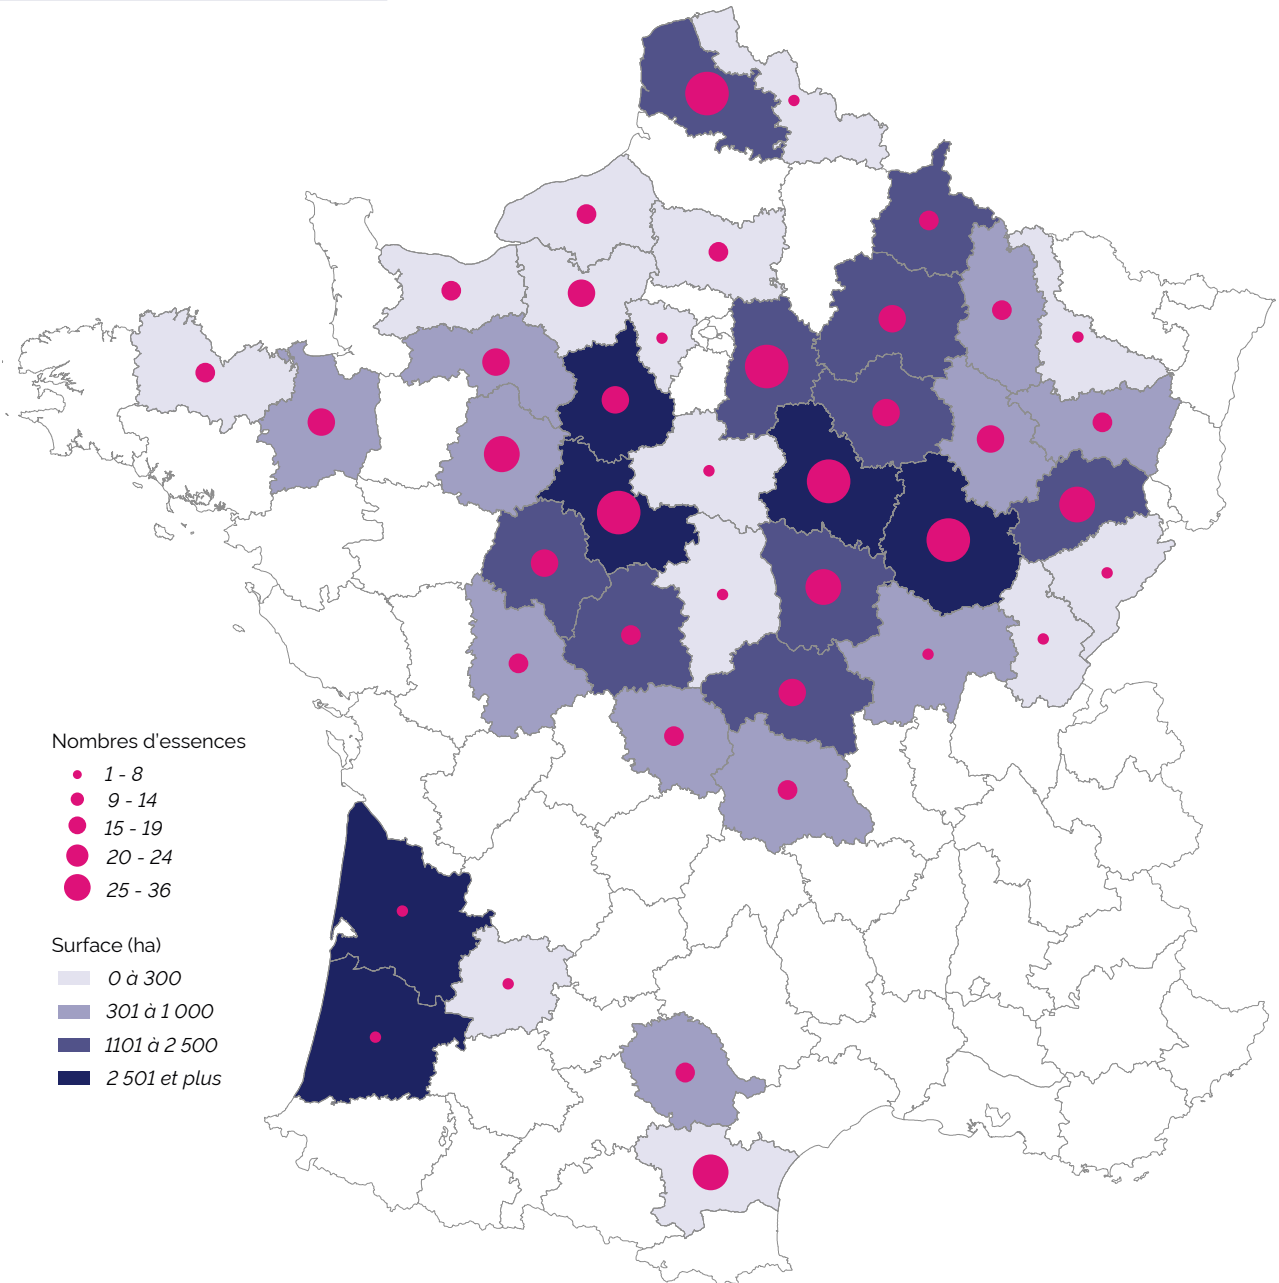 Nombres d'essences
1 - 8
9 - 14
15 - 19
20 - 24
25 - 36
Surface (ha)
0 à 300
301 à 1 000
1101 à 2 500
2 501 et plus